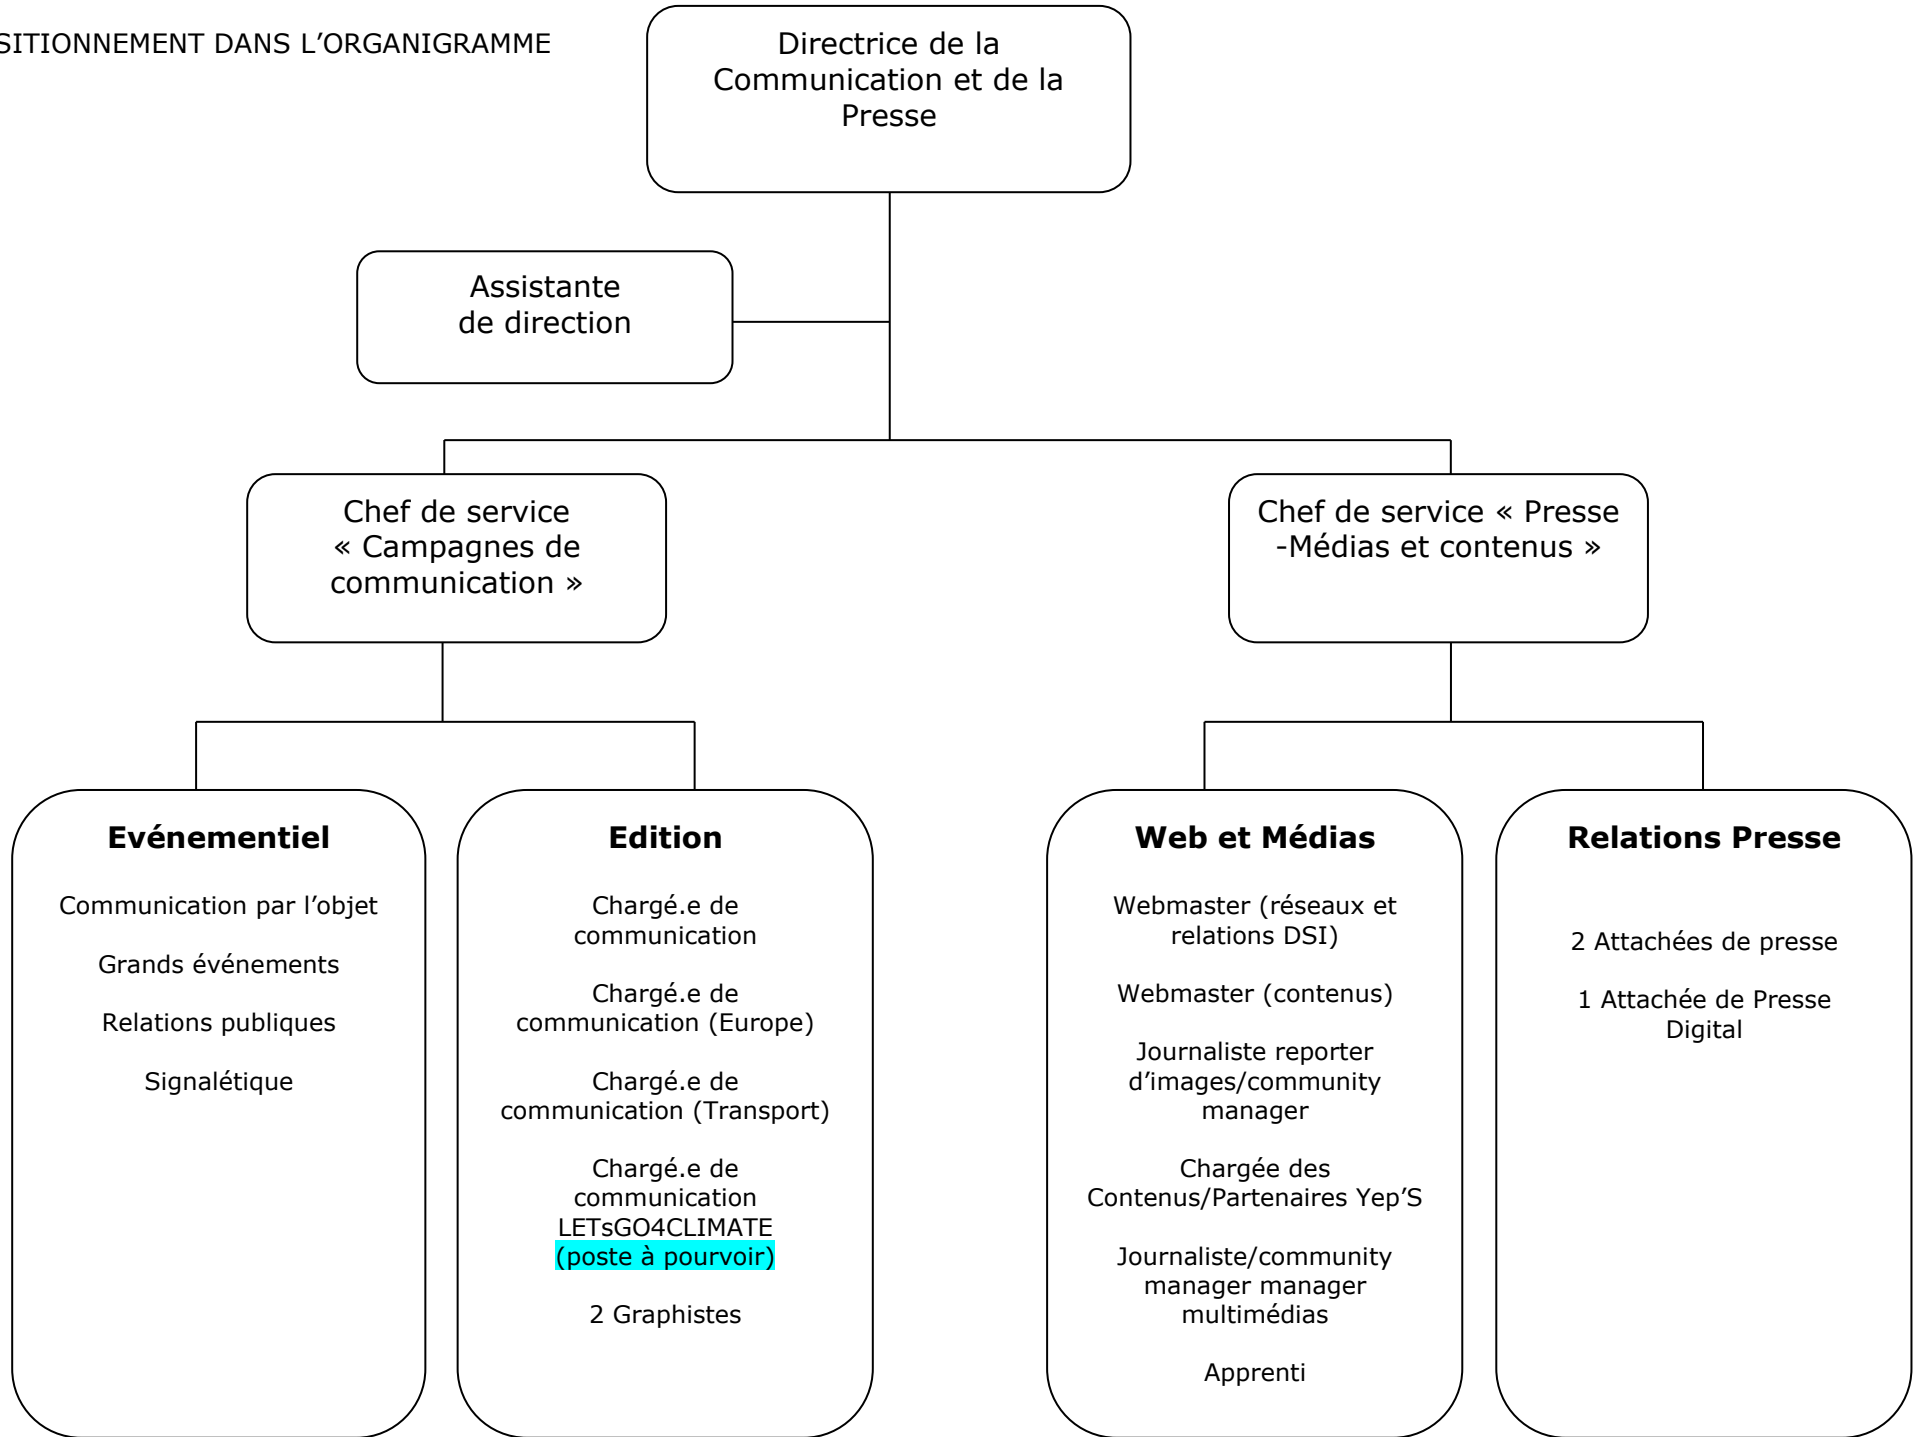 SITIONNEMENT DANS L’ORGANIGRAMME
Directrice de la
Communication et de la
Presse
Assistante
de direction
Chef de service
« Campagnes de
communication »
Chef de service « Presse
-Médias et contenus »
Evénementiel
Communication par l’objet
Grands événements
Relations publiques
Signalétique
Edition
Chargé.e de
communication
Chargé.e de
communication (Europe)
Chargé.e de
communication (Transport)
Chargé.e de
communication
LETsGO4CLIMATE
(poste à pourvoir)
2 Graphistes
Web et Médias
Webmaster (réseaux et
relations DSI)
Webmaster (contenus)
Journaliste reporter
d’images/community
manager
Chargée des
Contenus/Partenaires Yep’S
Journaliste/community
manager manager
multimédias
Apprenti
Relations Presse
2 Attachées de presse
1 Attachée de Presse
Digital